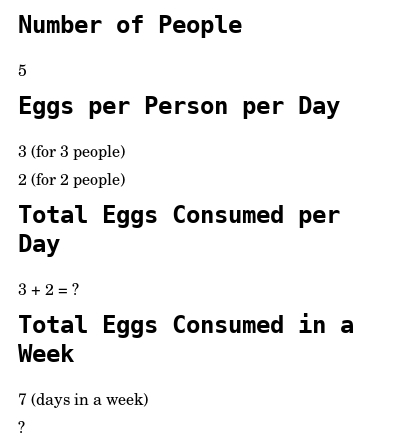 Number of People
5
Eggs per Person per Day
3 (for 3 people)
2 (for 2 people)
Total Eggs Consumed per
Day
3 + 2 = ?
Total Eggs Consumed in a
Week
7 (days in a week)
?